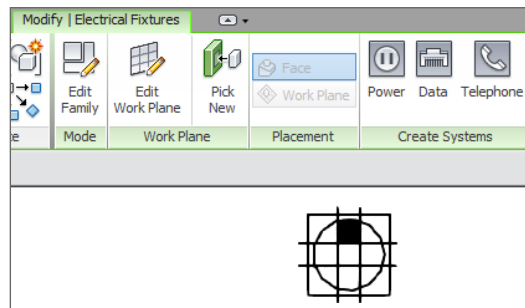 Modify | Electrical Fixtures
Edit Family
Edit Work Plane
Pick New
Face
Work Plane
Power
Data
Telephone
Mode
Work Plane
Placement
Create Systems